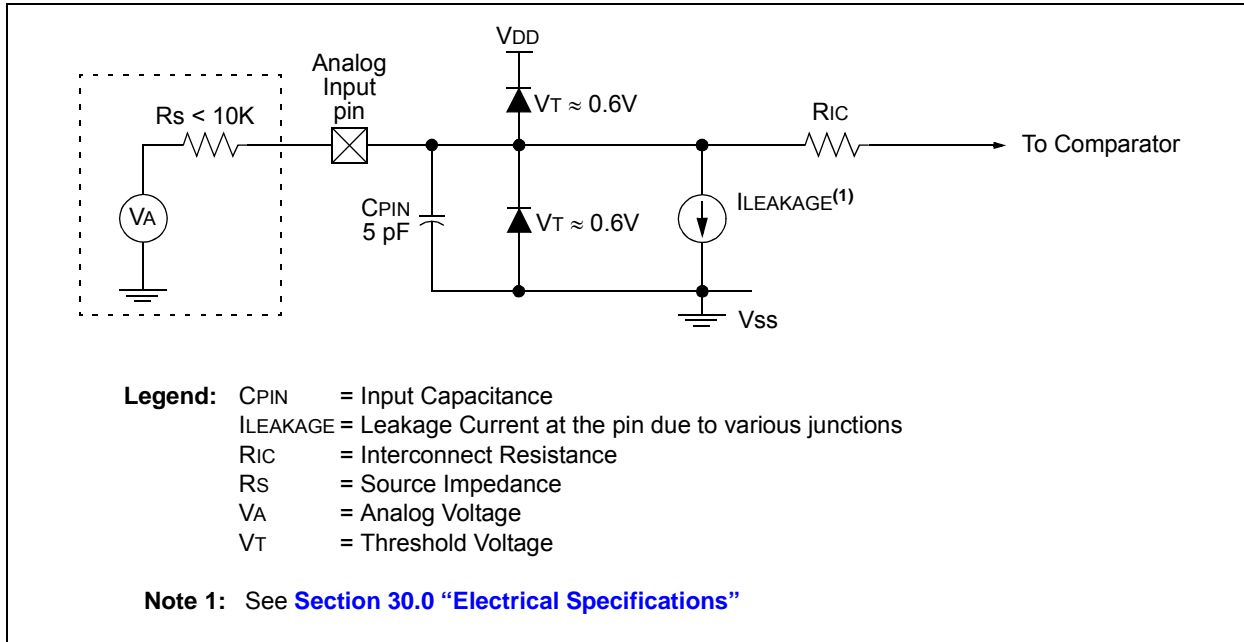 VDD
Analog
Input
pin
VT ≈ 0.6V
RIC
Rs < 10K
To Comparator
VA
CPIN
5 pF
VT ≈ 0.6V
ILEAKAGE(1)
Vss
Legend: CPIN = Input Capacitance
ILEAKAGE = Leakage Current at the pin due to various junctions
RIC = Interconnect Resistance
RS = Source Impedance
VA = Analog Voltage
VT = Threshold Voltage
Note 1: See Section 30.0 “Electrical Specifications”